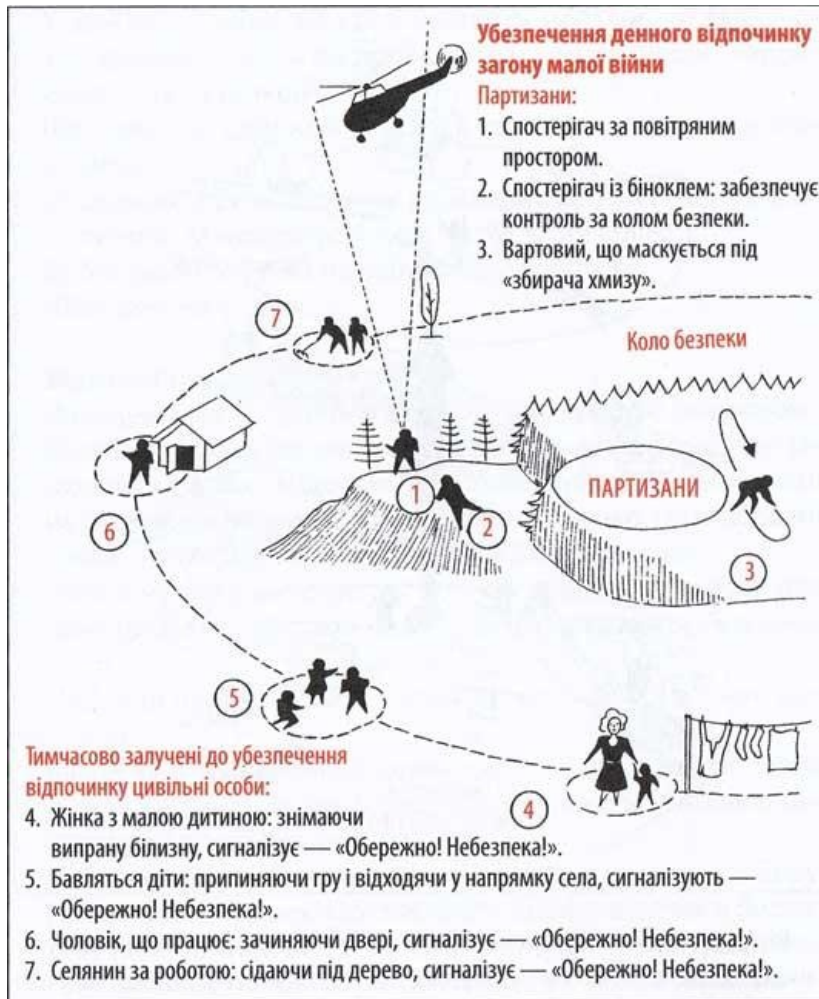 Убезпечення денного відпочинку
загону малої війни
Партизани:
1. Спостерігач за повітряним
простором.
2. Спостерігач із біноклем: забезпечує
контроль за колом безпеки.
3. Вартовий, що маскується під
«збирача хмизу».
7
Коло безпеки
ПАРТИЗАНИ
1
2
6
3
5
4
Тимчасово залучені до убезпечення
відпочинку цивільні особи:
4. Жінка з малою дитиною: знімаючи
випрану білизну, сигналізує — «Обережно! Небезпека!».
5. Бавляться діти: припиняючи гру і відходячи у напрямку села, сигналізують —
«Обережно! Небезпека!».
6. Чоловік, що працює: зачиняючи двері, сигналізує — «Обережно! Небезпека!».
7. Селянин за роботою: сідаючи під дерево, сигналізує — «Обережно! Небезпека!».